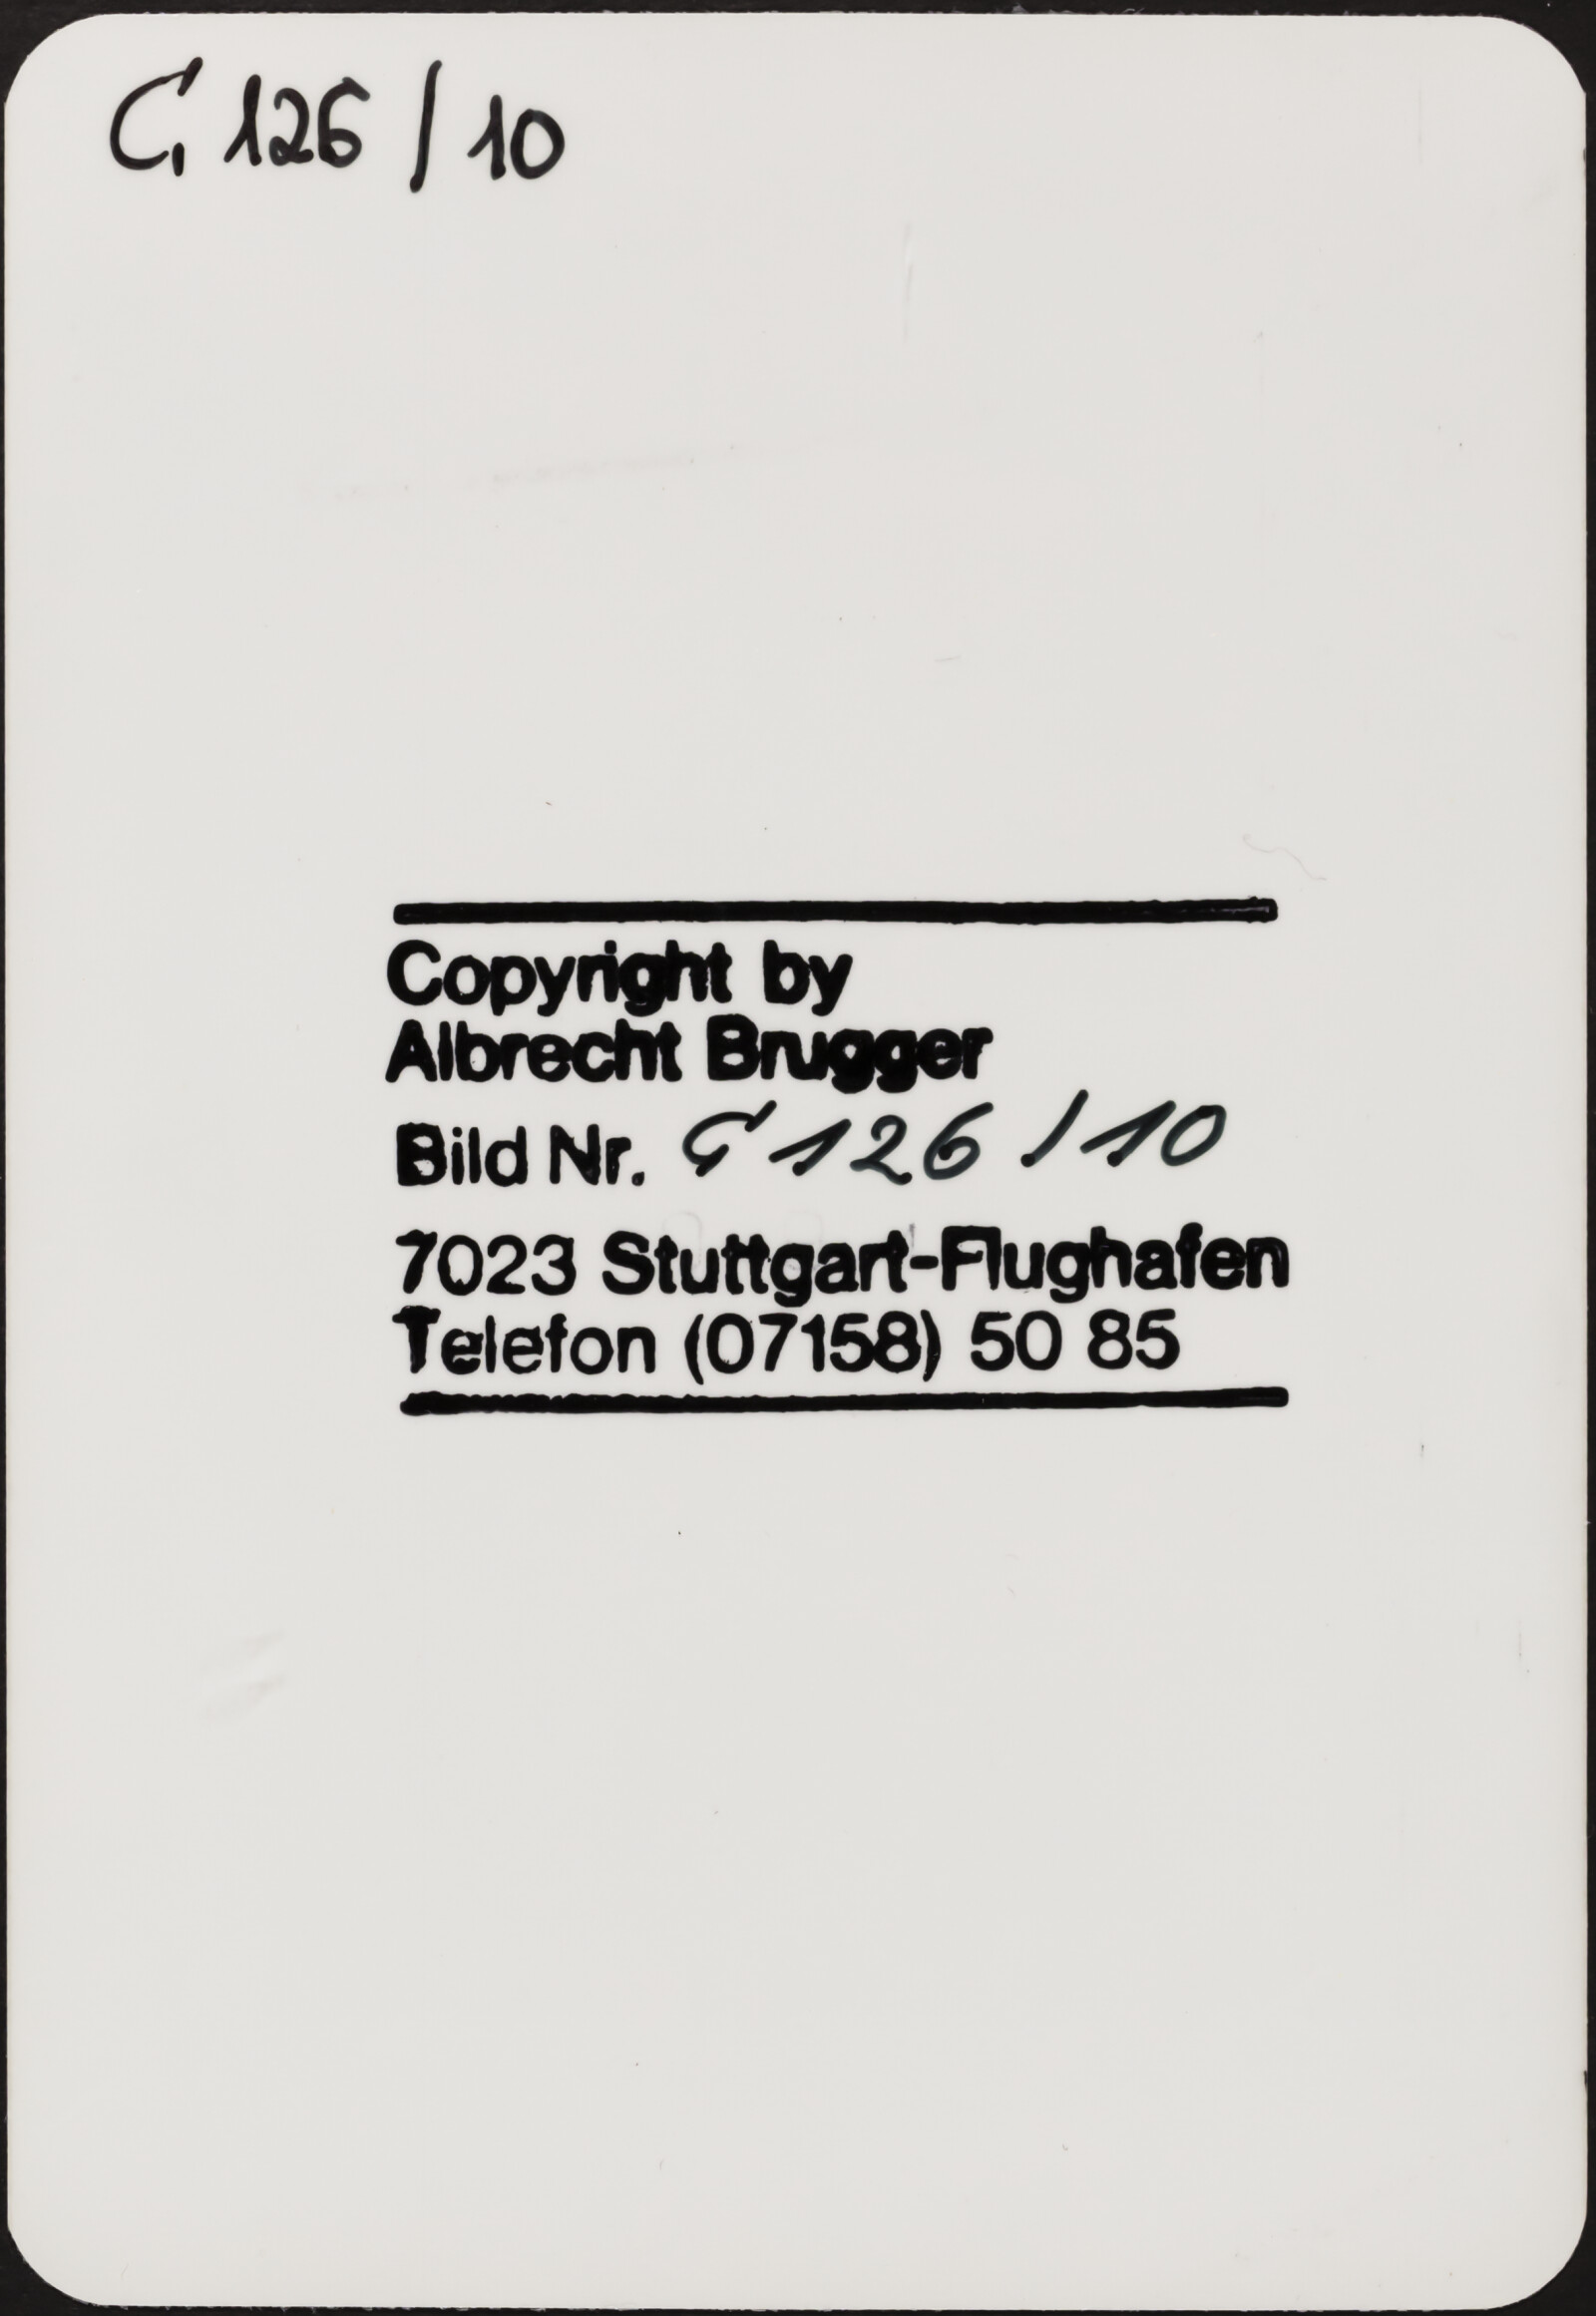 C 126 / 10
Copyright by
Albrecht Brugger
Bild Nr. C 126 / 10
7023 Stuttgart-Flughafen
Telefon (07158) 50 85